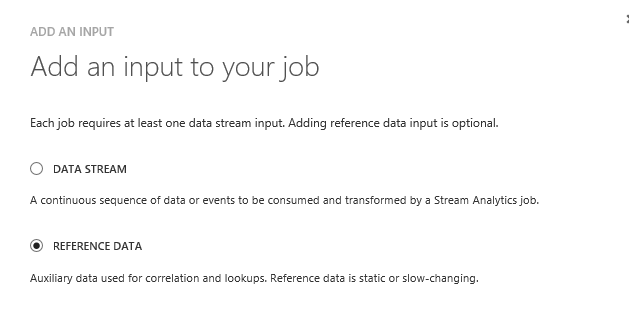 ADD AN INPUT
Add an input to your job
Each job requires at least one data stream input. Adding reference data input is optional.
DATA STREAM
A continuous sequence of data or events to be consumed and transformed by a Stream Analytics job.
REFERENCE DATA
Auxiliary data used for correlation and lookups. Reference data is static or slow-changing.